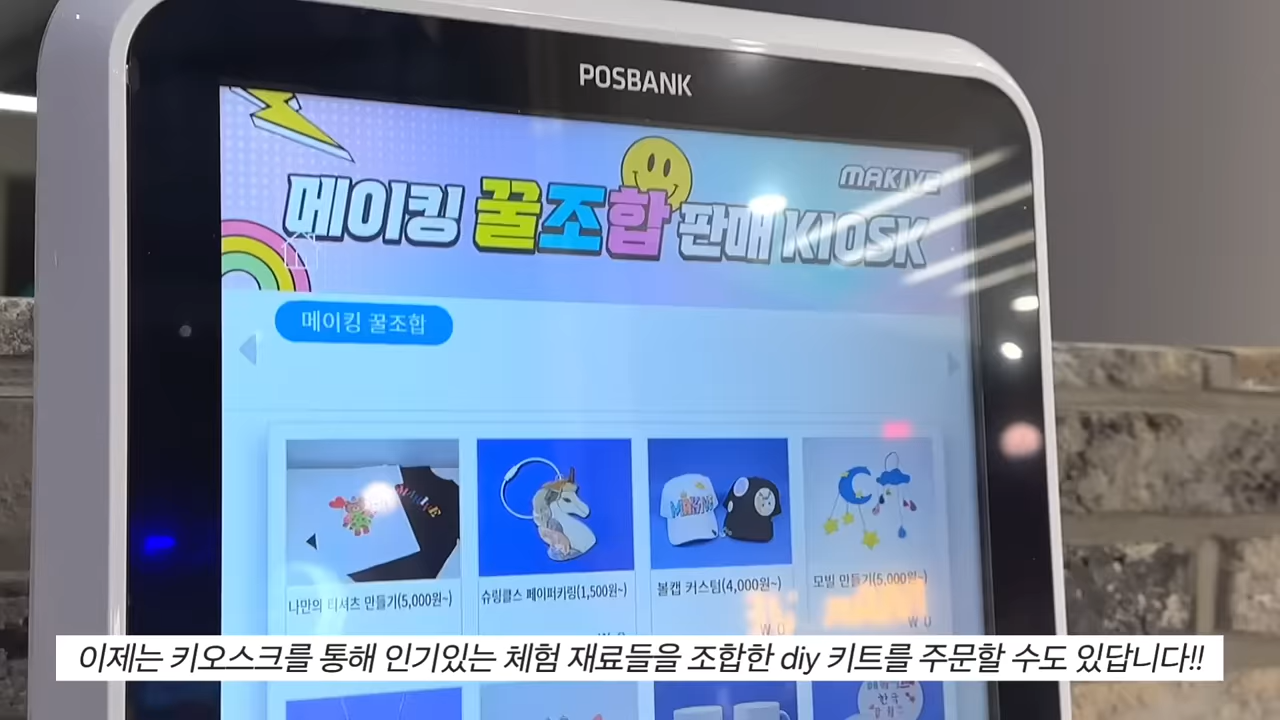 POSBANK
MAKIVE
메이킹 꿀조합 판매 KIOSK
메이킹 꿀조합
나만의 티셔츠 만들기(5,000원~)
슈링클스 페이퍼키링(1,500원~)
볼캡 커스텀(4,000원~)
모빌 만들기(5,000원~)
W 0
W 0
W 0
이제는 키오스크를 통해 인기있는 체험 재료들을 조합한 diy 키트를 주문할 수도 있답니다!!